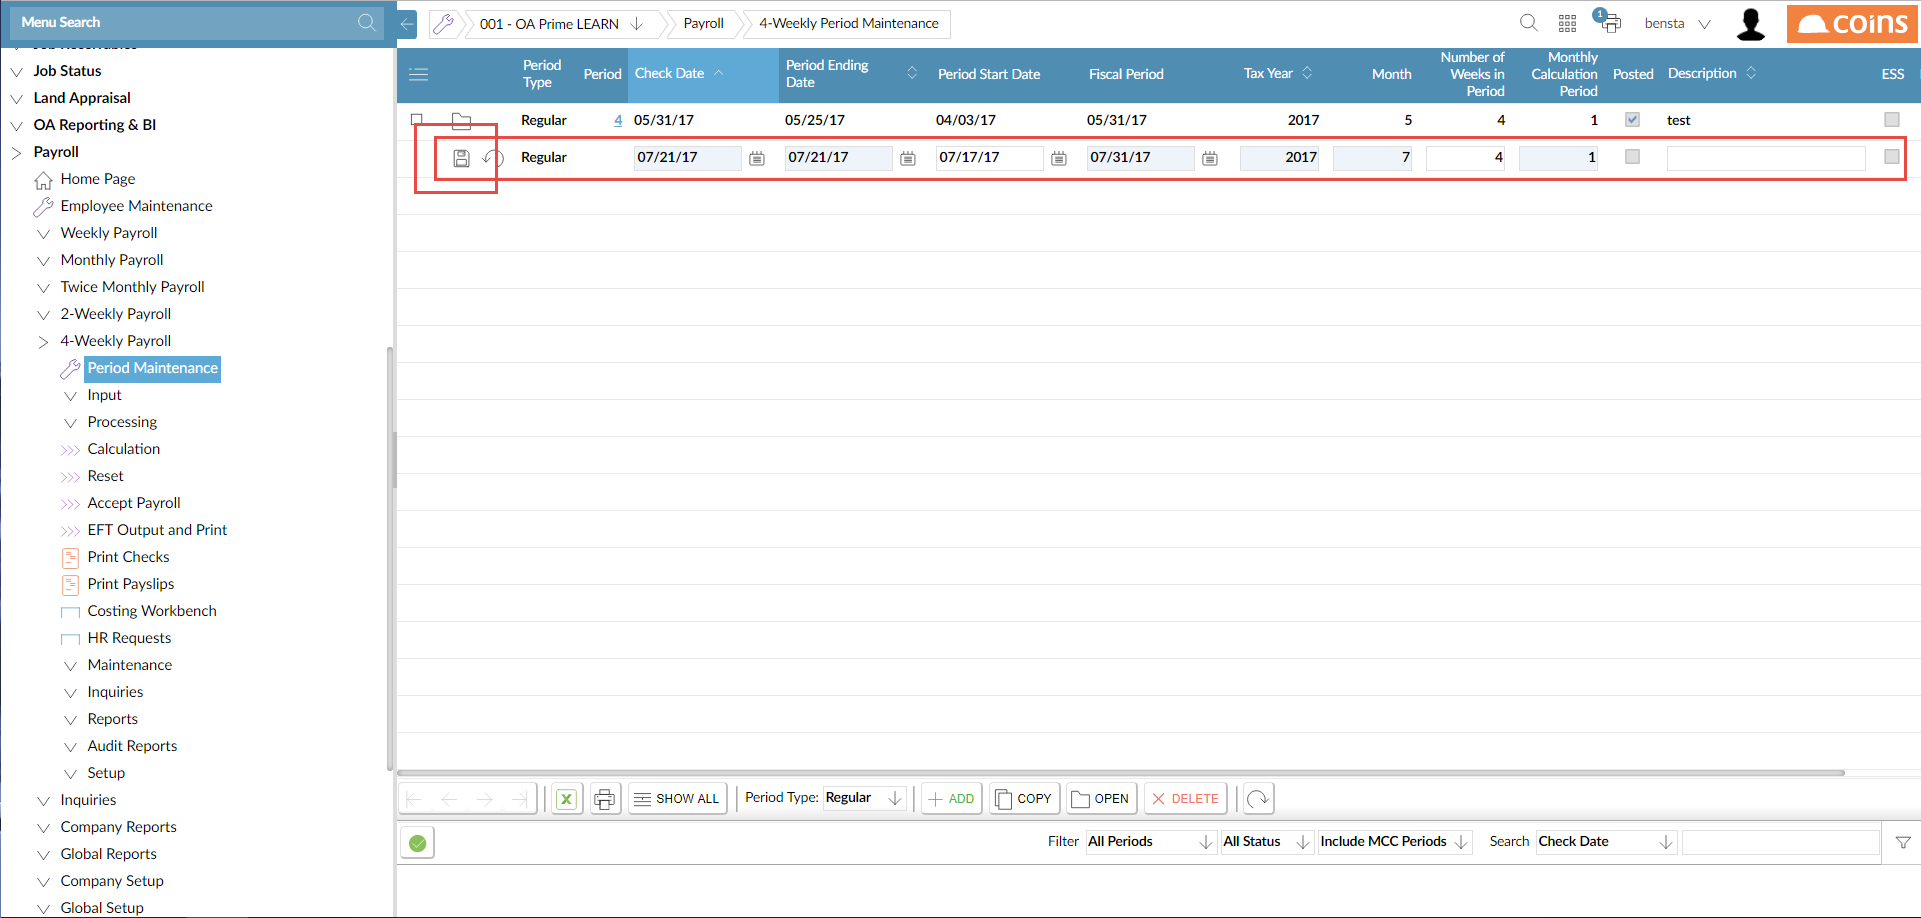 Menu Search
001 - OA Prime LEARN
Payroll
4-Weekly Period Maintenance
1
bensta
coins
Job Receivables
Job Status
Land Appraisal
OA Reporting & BI
Payroll
Home Page
Employee Maintenance
Weekly Payroll
Monthly Payroll
Twice Monthly Payroll
2-Weekly Payroll
4-Weekly Payroll
Period Maintenance
Input
Processing
Calculation
Reset
Accept Payroll
EFT Output and Print
Print Checks
Print Payslips
Costing Workbench
HR Requests
Maintenance
Inquiries
Reports
Audit Reports
Setup
Inquiries
Company Reports
Global Reports
Company Setup
Global Setup
Period Type Period Check Date Period Ending Date Period Start Date Fiscal Period Tax Year Month Number of Weeks in Period Monthly Calculation Period Posted Description ESS
Regular 4 05/31/17 05/25/17 04/03/17 05/31/17 2017 5 4 1 test
Regular 07/21/17 07/21/17 07/17/17 07/31/17 2017 7 4 1
SHOW ALL Period Type: Regular ADD COPY OPEN DELETE
Filter All Periods All Status Include MCC Periods Search Check Date